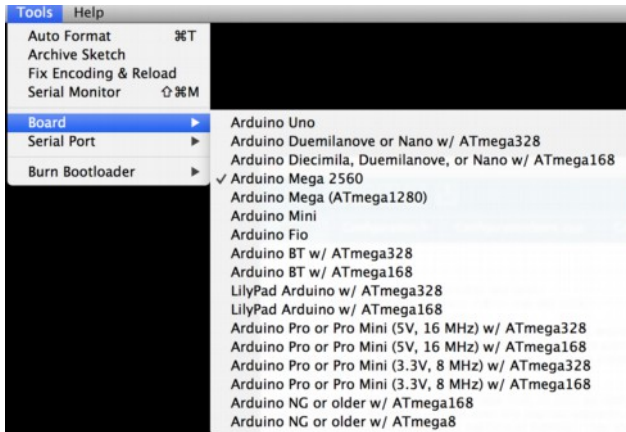 Tools Help
Auto Format ⌘T
Archive Sketch
Fix Encoding & Reload
Serial Monitor ⇧⌘M
Board
Serial Port
Burn Bootloader
Arduino Uno
Arduino Duemilanove or Nano w/ ATmega328
Arduino Diecimila, Duemilanove, or Nano w/ ATmega168
✓ Arduino Mega 2560
Arduino Mega (ATmega1280)
Arduino Mini
Arduino Fio
Arduino BT w/ ATmega328
Arduino BT w/ ATmega168
LilyPad Arduino w/ ATmega328
LilyPad Arduino w/ ATmega168
Arduino Pro or Pro Mini (5V, 16 MHz) w/ ATmega328
Arduino Pro or Pro Mini (5V, 16 MHz) w/ ATmega168
Arduino Pro or Pro Mini (3.3V, 8 MHz) w/ ATmega328
Arduino Pro or Pro Mini (3.3V, 8 MHz) w/ ATmega168
Arduino NG or older w/ ATmega168
Arduino NG or older w/ ATmega8